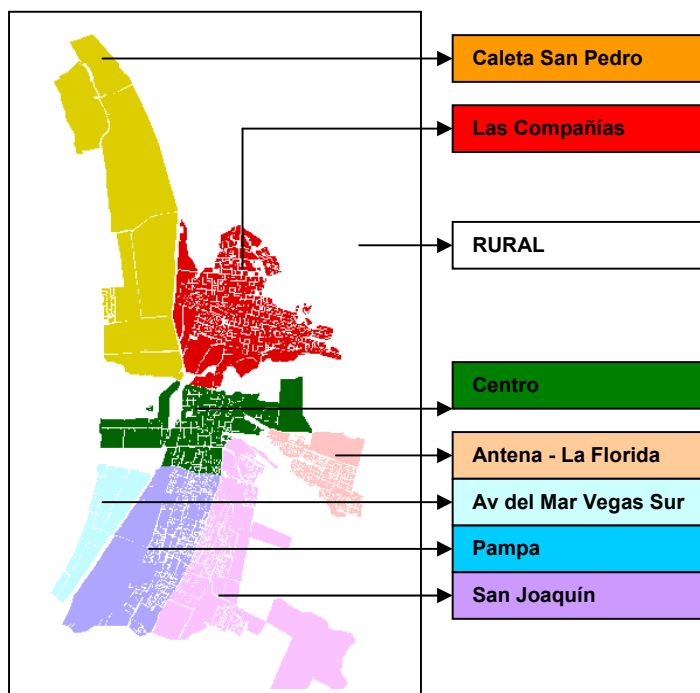 Caleta San Pedro
Las Compañías
RURAL
Centro
Antena - La Florida
Av del Mar Vegas Sur
Pampa
San Joaquín